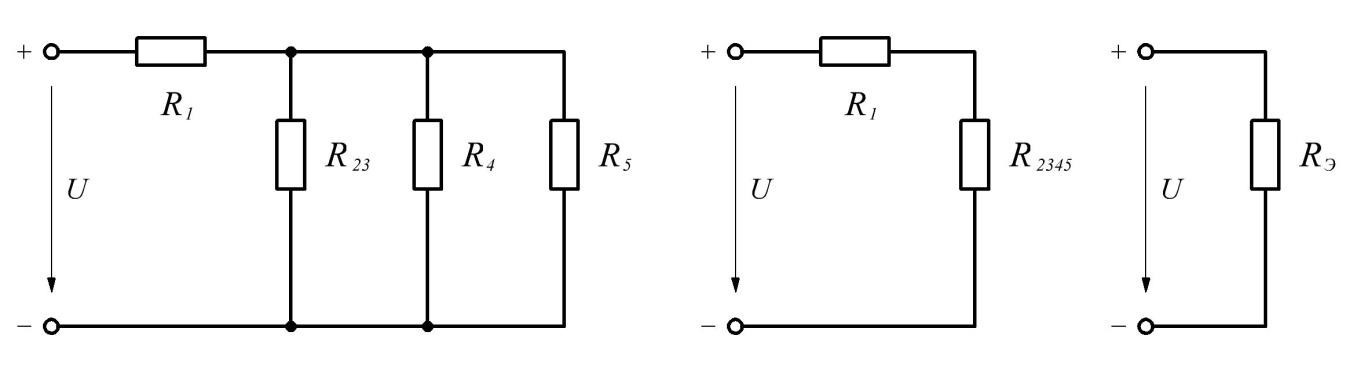 + R1 + R1 +
R23 R4 R5 R2345 RЭ
U U U
− − −